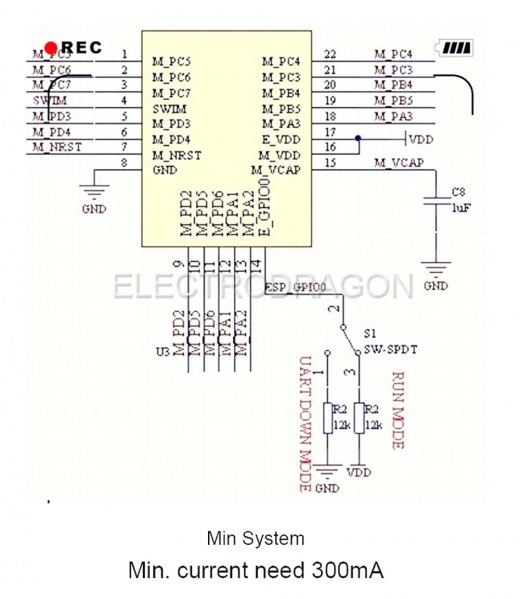 REC
M_PC5 1 M_PC5 M_PC4 22 M_PC4
M_PC6 2 M_PC6 M_PC3 21 M_PC3
M_PC7 3 M_PC7 M_PB4 20 M_PB4
SWIM 4 SWIM M_PB5 19 M_PB5
M_PD3 5 M_PD3 M_PA3 18 M_PA3
M_PD4 6 M_PD4 E_VDD 17 VDD
M_NRST 7 M_NRST M_VDD 16
8 GND M_VCAP 15 M_VCAP
GND
C8
1uF
GND
M_PD2 M_PD5 M_PD6 M_PA1 M_PA2 E_GPIO0
9 10 11 12 13 14
ELECTRODRAGON
ESP_GPIO0
M_PD2 M_PD5 M_PD6 M_PA1 M_PA2
U3
2
S1
SW-SPDT
1 3
UART DOWN MODE
RUN MODE
R2 R2
12k 12k
GND VDD
Min System
Min. current need 300mA